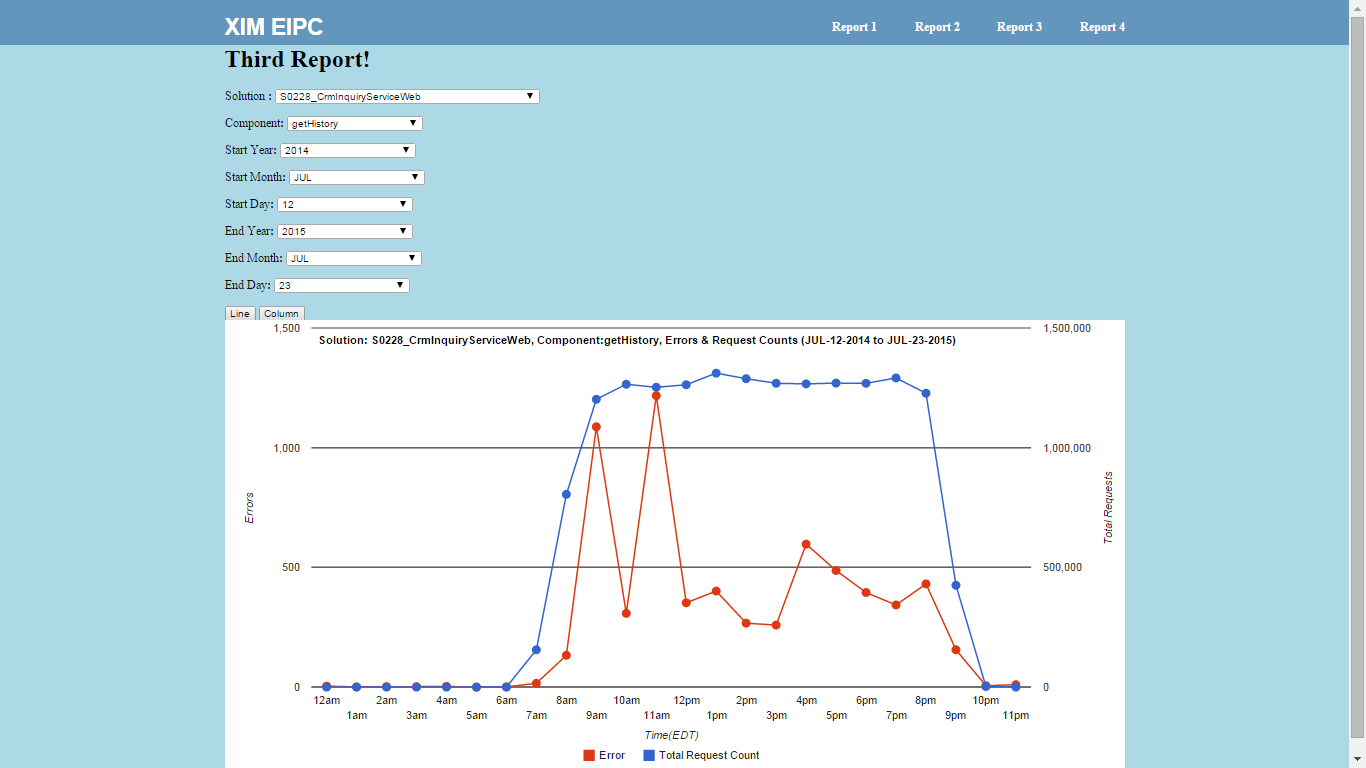 XIM EIPC Report 1 Report 2 Report 3 Report 4
Third Report!
Solution : S0228_CrmInquiryServiceWeb
Component: getHistory
Start Year: 2014
Start Month: JUL
Start Day: 12
End Year: 2015
End Month: JUL
End Day: 23
Line Column
1,500 1,500,000
Solution: S0228_CrmInquiryServiceWeb, Component:getHistory, Errors & Request Counts (JUL-12-2014 to JUL-23-2015)
1,000 1,000,000
Errors
Total Requests
500 500,000
0 0
12am 2am 4am 6am 8am 10am 12pm 2pm 4pm 6pm 8pm 10pm
1am 3am 5am 7am 9am 11am 1pm 3pm 5pm 7pm 9pm 11pm
Time(EDT)
Error Total Request Count